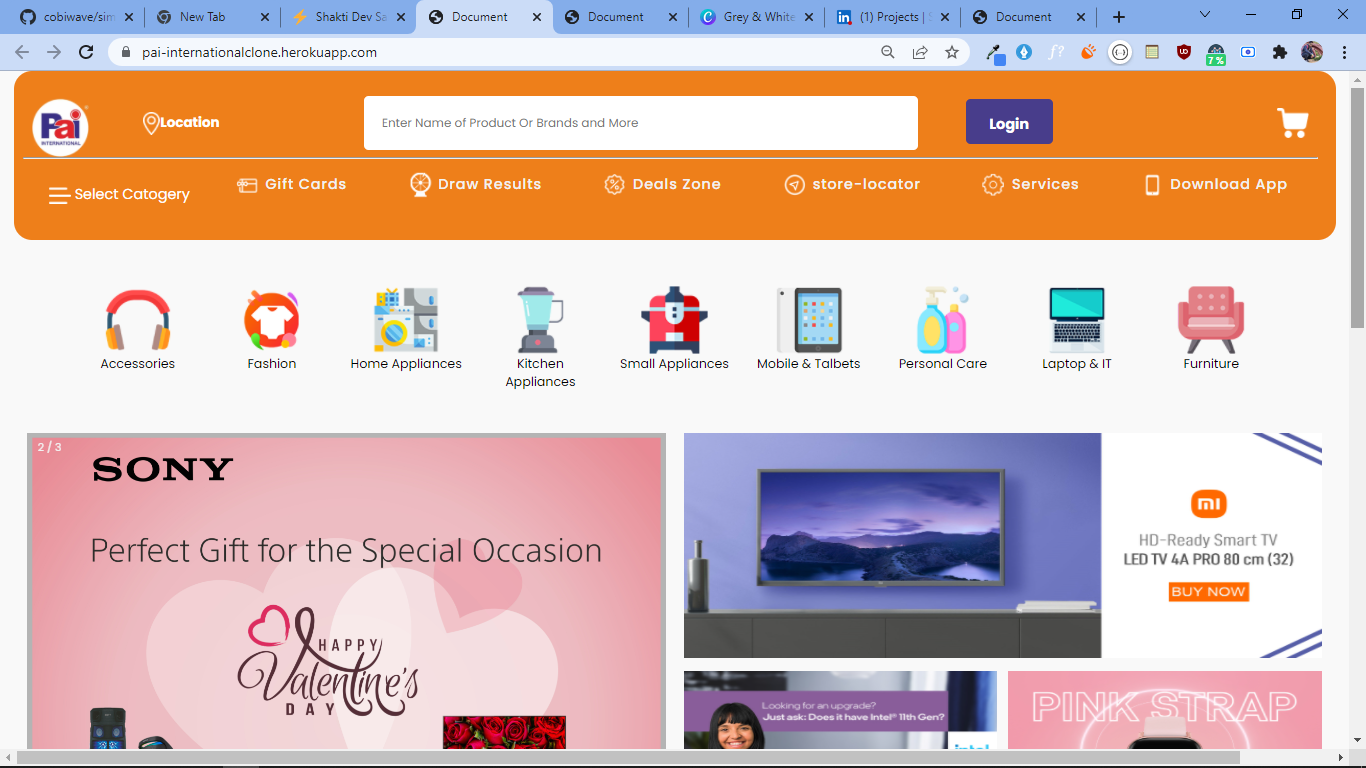 cobiwave/sim
New Tab
Shakti Dev Sa
Document
Document
Grey & White
(1) Projects | S
Document
pai-internationalclone.herokuapp.com
7 %
Pai
INTERNATIONAL
Location
Enter Name of Product Or Brands and More
Login
Select Catogery
Gift Cards
Draw Results
Deals Zone
store-locator
Services
Download App
Accessories
Fashion
Home Appliances
Kitchen
Appliances
Small Appliances
Mobile & Talbets
Personal Care
Laptop & IT
Furniture
2 / 3
SONY
Perfect Gift for the Special Occasion
HAPPY
Valentine's
DAY
mi
HD-Ready Smart TV
LED TV 4A PRO 80 cm (32)
BUY NOW
Looking for an upgrade?
Just ask: Does it have Intel® 11th Gen?
intel
PINK STRAP